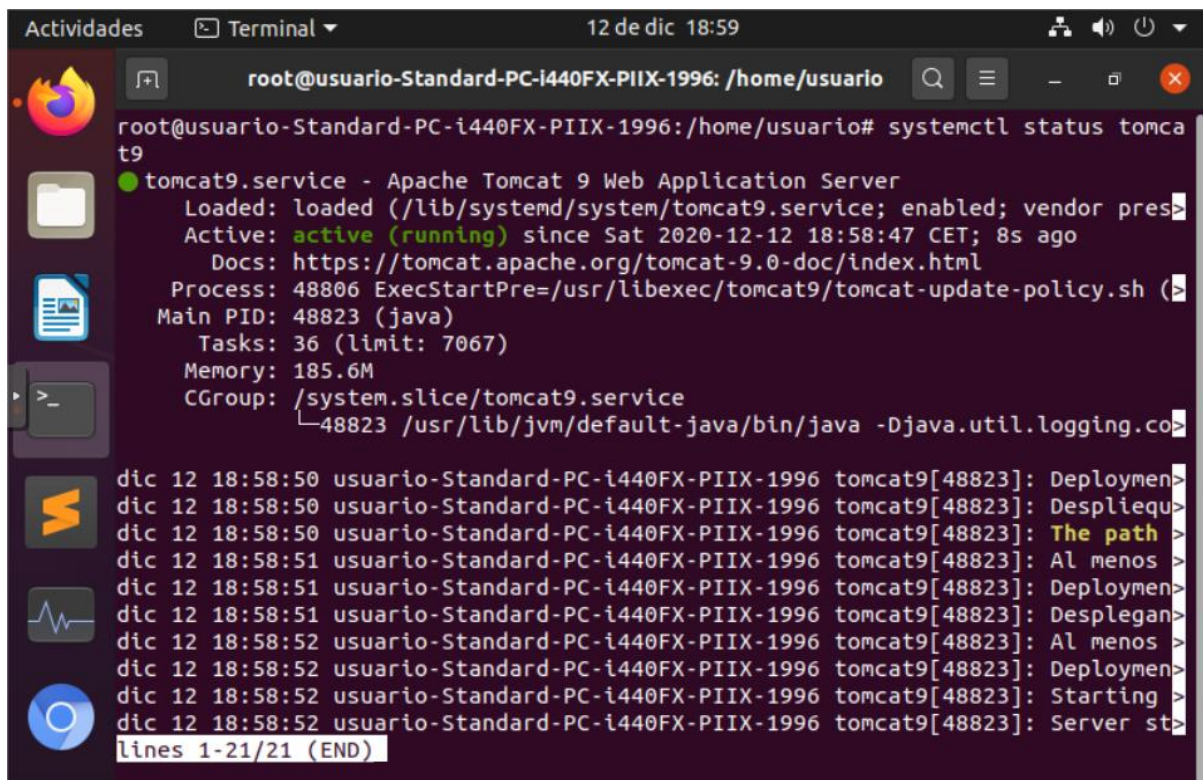 Actividades Terminal 12 de dic 18:59
root@usuario-Standard-PC-i440FX-PIIX-1996: /home/usuario
root@usuario-Standard-PC-i440FX-PIIX-1996:/home/usuario# systemctl status tomca
t9
tomcat9.service - Apache Tomcat 9 Web Application Server
Loaded: loaded (/lib/systemd/system/tomcat9.service; enabled; vendor pres>
Active: active (running) since Sat 2020-12-12 18:58:47 CET; 8s ago
Docs: https://tomcat.apache.org/tomcat-9.0-doc/index.html
Process: 48806 ExecStartPre=/usr/libexec/tomcat9/tomcat-update-policy.sh (>
Main PID: 48823 (java)
Tasks: 36 (limit: 7067)
Memory: 185.6M
CGroup: /system.slice/tomcat9.service
└─48823 /usr/lib/jvm/default-java/bin/java -Djava.util.logging.co>
dic 12 18:58:50 usuario-Standard-PC-i440FX-PIIX-1996 tomcat9[48823]: Deploymen>
dic 12 18:58:50 usuario-Standard-PC-i440FX-PIIX-1996 tomcat9[48823]: Desplieq​u>
dic 12 18:58:50 usuario-Standard-PC-i440FX-PIIX-1996 tomcat9[48823]: The path >
dic 12 18:58:51 usuario-Standard-PC-i440FX-PIIX-1996 tomcat9[48823]: Al menos >
dic 12 18:58:51 usuario-Standard-PC-i440FX-PIIX-1996 tomcat9[48823]: Deploymen>
dic 12 18:58:51 usuario-Standard-PC-i440FX-PIIX-1996 tomcat9[48823]: Desplegan>
dic 12 18:58:52 usuario-Standard-PC-i440FX-PIIX-1996 tomcat9[48823]: Al menos >
dic 12 18:58:52 usuario-Standard-PC-i440FX-PIIX-1996 tomcat9[48823]: Deploymen>
dic 12 18:58:52 usuario-Standard-PC-i440FX-PIIX-1996 tomcat9[48823]: Starting >
dic 12 18:58:52 usuario-Standard-PC-i440FX-PIIX-1996 tomcat9[48823]: Server st>
lines 1-21/21 (END)